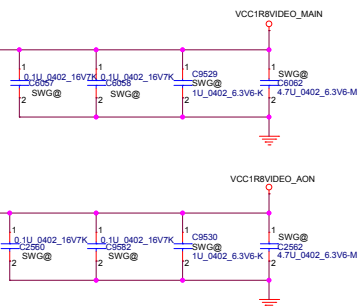 VCC1R8VIDEO_MAIN
1 1 1 1
0.1U_0402_16V7K 0.1U_0402_16V7K C9529 SWG@
C6057 C6058 SWG@ C6062
SWG@ SWG@ 1U_0402_6.3V6-K 4.7U_0402_6.3V6-M
2 2 2 2
VCC1R8VIDEO_AON
1 1 1 1
0.1U_0402_16V7K 0.1U_0402_16V7K C9530 SWG@
C2560 C9582 SWG@ C2562
SWG@ SWG@ 1U_0402_6.3V6-K 4.7U_0402_6.3V6-M
2 2 2 2